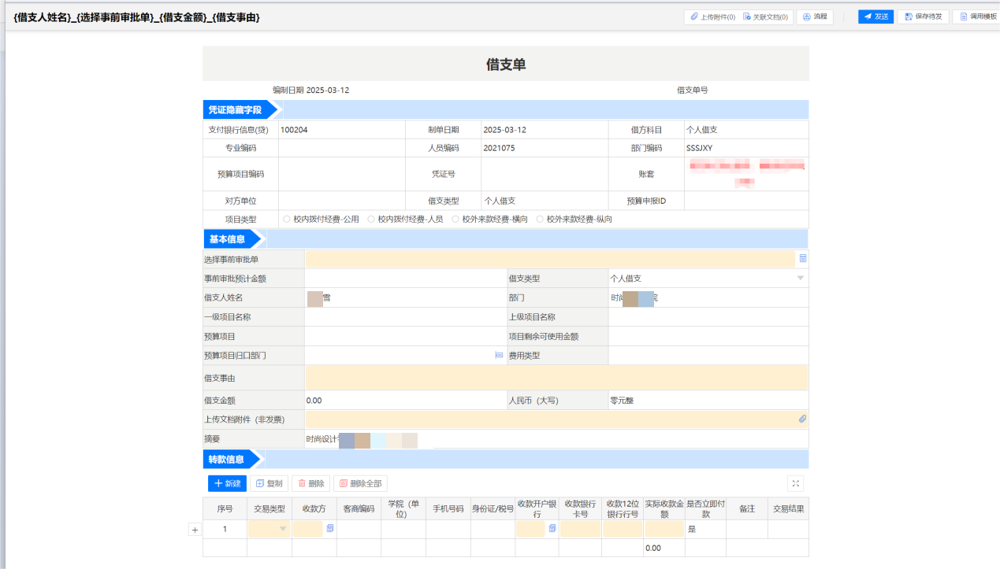 {借支人姓名}_{选择事前审批单}_{借支金额}_{借支事由} 上传附件(0) 关联文档(0) 流程 发送 保存待发 调用模板
借支单
编制日期 2025-03-12 借支单号
凭证隐藏字段
支付银行信息(贷) 100204 制单日期 2025-03-12 借方科目 个人借支
专业编码 人员编码 2021075 部门编码 SSSJXY
预算项目编码 凭证号 账套
对方单位 借支类型 个人借支 预算申报ID
项目类型 校内拨付经费-公用 校内拨付经费-人员 校外来款经费-横向 校外来款经费-纵向
基本信息
选择事前审批单
事前审批预计金额 借支类型 个人借支
借支人姓名 雪 部门 时 院
一级项目名称 上级项目名称
预算项目 项目剩余可使用金额
预算项目归口部门 费用类型
借支事由
借支金额 0.00 人民币（大写） 零元整
上传文档附件（非发票）
摘要 时尚设计
转款信息
新建 复制 删除 删除全部
序号 交易类型 收款方 客商编码 学院（单位） 手机号码 身份证/税号 收款开户银行 收款银行卡号 收款12位银行行号 实际收款金额 是否立即付款 备注 交易结果
1 是
0.00